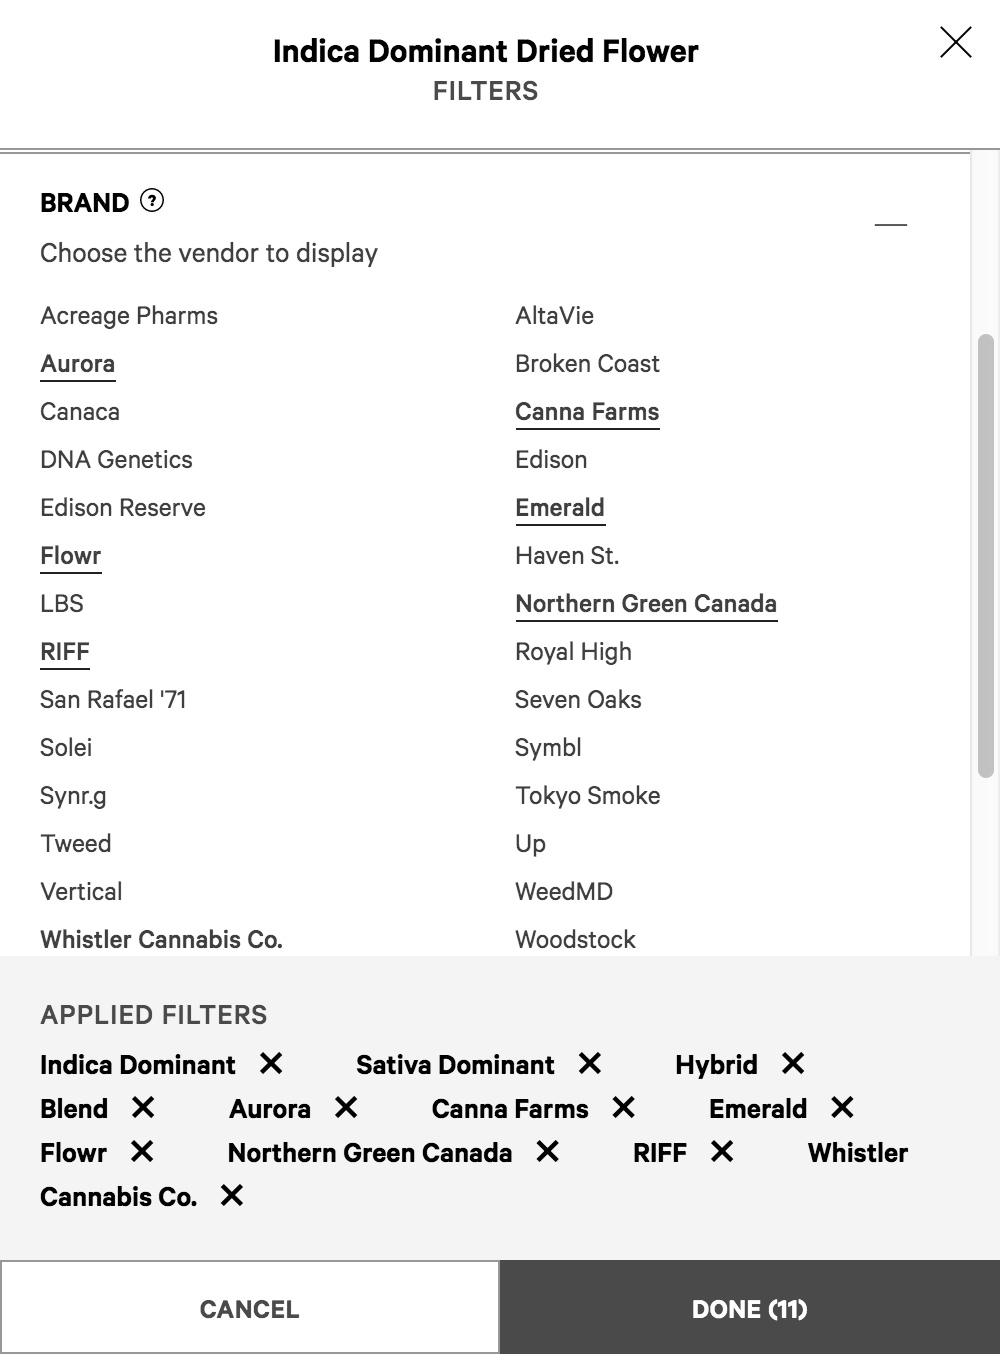 Indica Dominant Dried Flower
FILTERS
BRAND ?
Choose the vendor to display
Acreage Pharms AltaVie
Aurora Broken Coast
Canaca Canna Farms
DNA Genetics Edison
Edison Reserve Emerald
Flowr Haven St.
LBS Northern Green Canada
RIFF Royal High
San Rafael '71 Seven Oaks
Solei Symbl
Synr.g Tokyo Smoke
Tweed Up
Vertical WeedMD
Whistler Cannabis Co. Woodstock
APPLIED FILTERS
Indica Dominant Sativa Dominant Hybrid
Blend Aurora Canna Farms Emerald
Flowr Northern Green Canada RIFF Whistler
Cannabis Co.
CANCEL DONE (11)